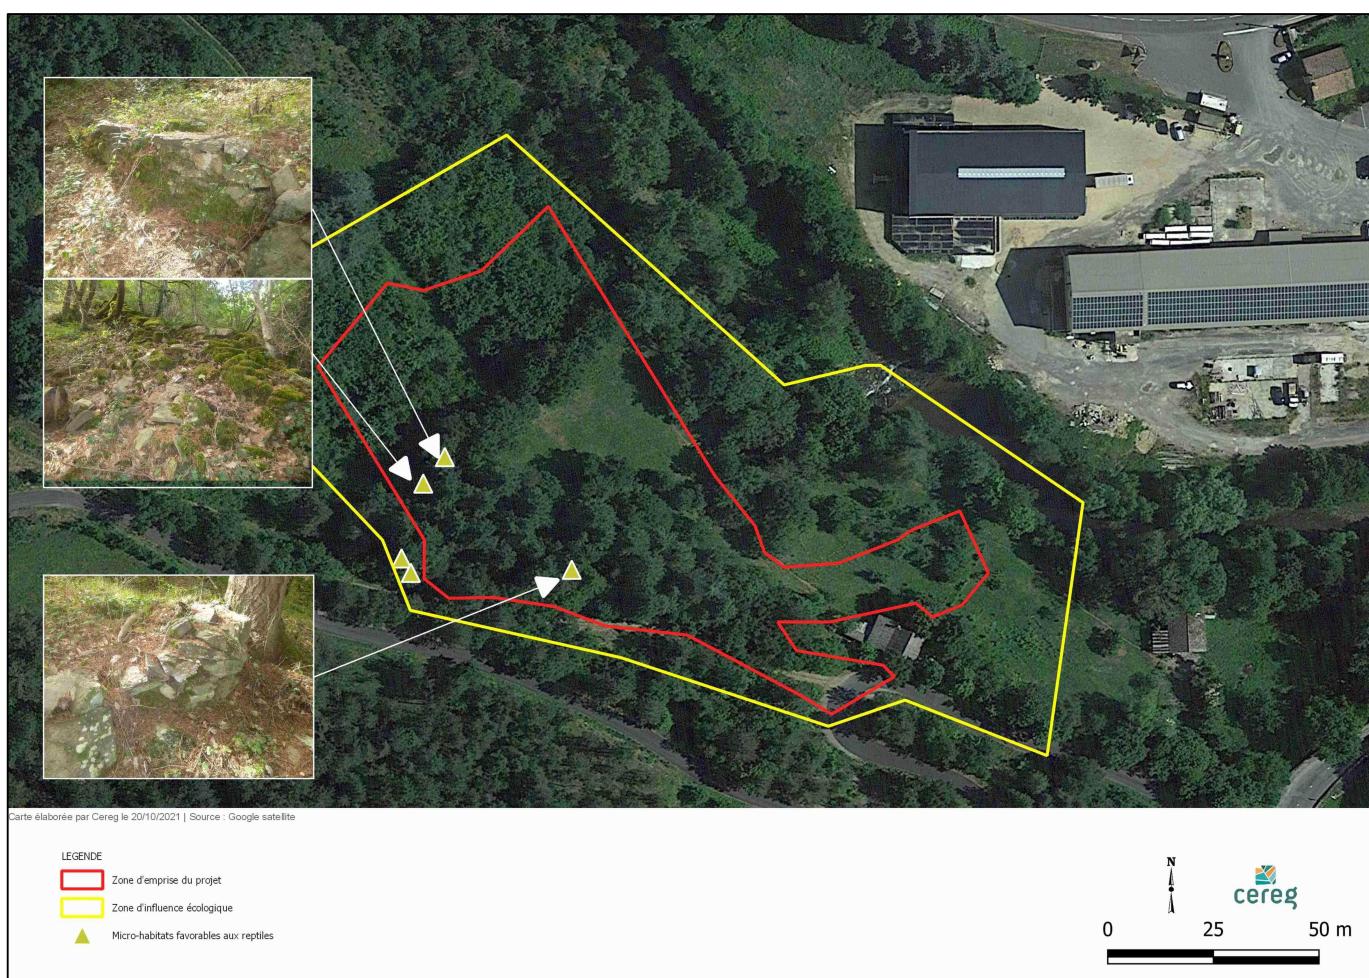 Carte élaborée par Cereg le 20/10/2021 | Source : Google satellite
LEGENDE
Zone d'emprise du projet
Zone d'influence écologique
Micro-habitats favorables aux reptiles
N
cereg
0 25 50 m